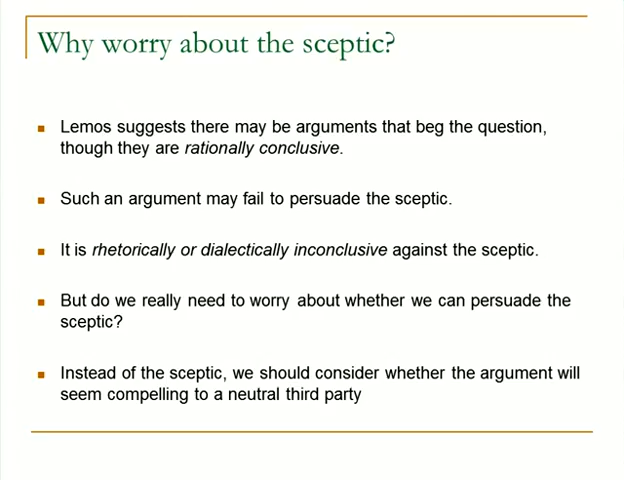 Why worry about the sceptic?
Lemos suggests there may be arguments that beg the question,
though they are rationally conclusive.
Such an argument may fail to persuade the sceptic.
It is rhetorically or dialectically inconclusive against the sceptic.
But do we really need to worry about whether we can persuade the
sceptic?
Instead of the sceptic, we should consider whether the argument will
seem compelling to a neutral third party